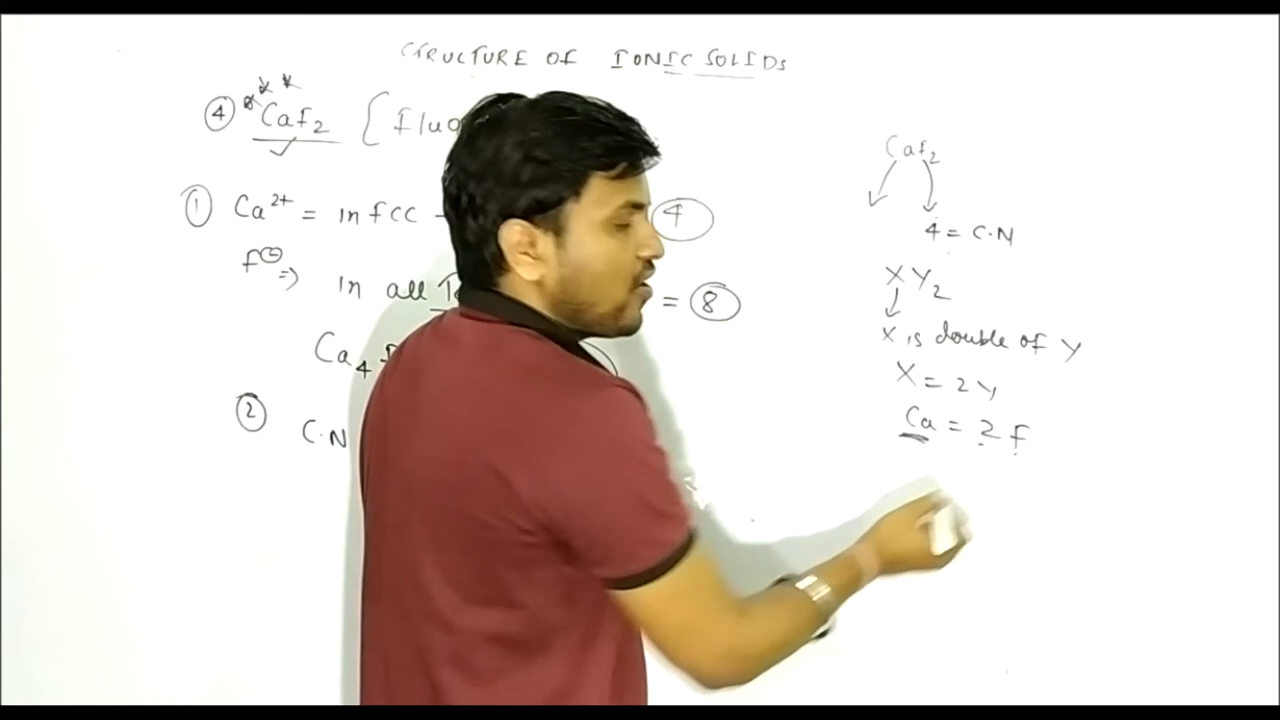 STRUCTURE OF IONIC SOLIDS
④ CaF₂ { fluo
① Ca²⁺ = in fcc 4
F⊖ ⇒ in all T = 8
Ca₄
② C.N
CaF₂
4 = C.N
XY₂
X is double of Y
X = 2Y
Ca = 2F